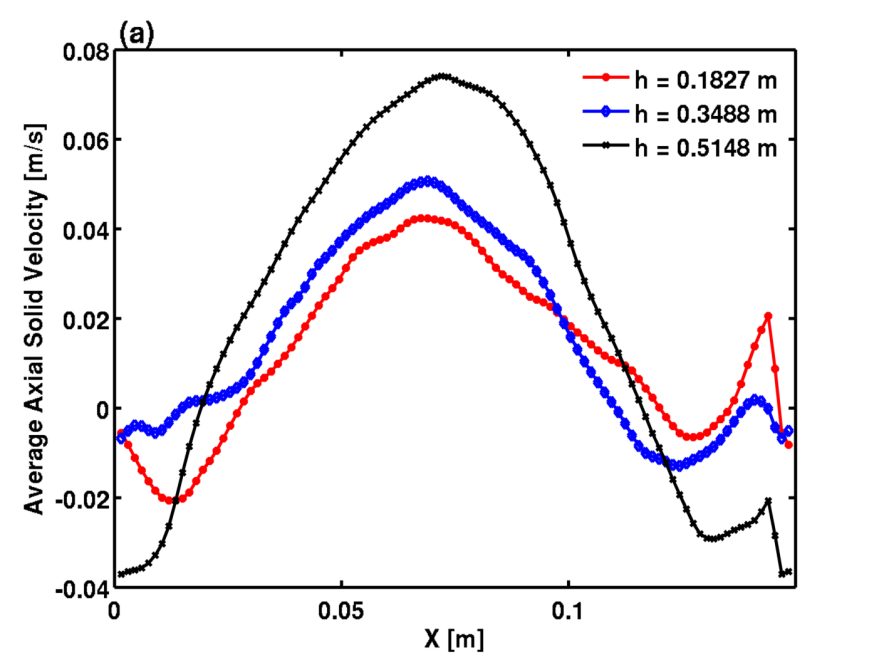 (a)
0.08
0.06
0.04
0.02
0
-0.02
-0.04
Average Axial Solid Velocity [m/s]
h = 0.1827 m
h = 0.3488 m
h = 0.5148 m
0
0.05
0.1
X [m]